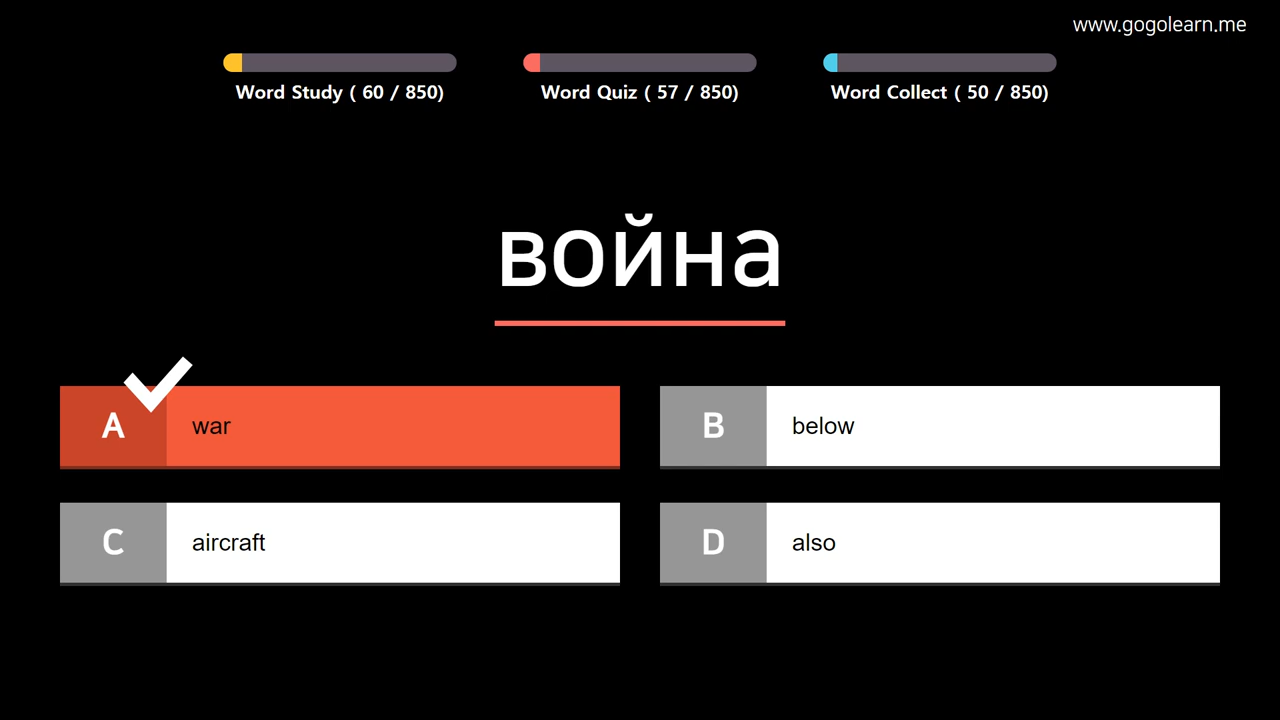 www.gogolearn.me
Word Study ( 60 / 850)
Word Quiz ( 57 / 850)
Word Collect ( 50 / 850)
война
A war
B below
C aircraft
D also